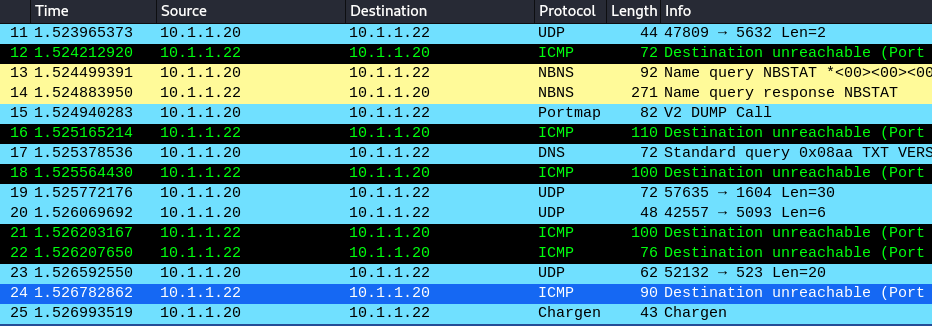 Time Source Destination Protocol Length Info
11 1.523965373 10.1.1.20 10.1.1.22 UDP 44 47809 → 5632 Len=2
12 1.524212920 10.1.1.22 10.1.1.20 ICMP 72 Destination unreachable (Port
13 1.524499391 10.1.1.20 10.1.1.22 NBNS 92 Name query NBSTAT *<00><00><00
14 1.524883950 10.1.1.22 10.1.1.20 NBNS 271 Name query response NBSTAT
15 1.524940283 10.1.1.20 10.1.1.22 Portmap 82 V2 DUMP Call
16 1.525165214 10.1.1.22 10.1.1.20 ICMP 110 Destination unreachable (Port
17 1.525378536 10.1.1.20 10.1.1.22 DNS 72 Standard query 0x08aa TXT VERS
18 1.525564430 10.1.1.22 10.1.1.20 ICMP 100 Destination unreachable (Port
19 1.525772176 10.1.1.20 10.1.1.22 UDP 72 57635 → 1604 Len=30
20 1.526069692 10.1.1.20 10.1.1.22 UDP 48 42557 → 5093 Len=6
21 1.526203167 10.1.1.22 10.1.1.20 ICMP 100 Destination unreachable (Port
22 1.526207650 10.1.1.22 10.1.1.20 ICMP 76 Destination unreachable (Port
23 1.526592550 10.1.1.20 10.1.1.22 UDP 62 52132 → 523 Len=20
24 1.526782862 10.1.1.22 10.1.1.20 ICMP 90 Destination unreachable (Port
25 1.526993519 10.1.1.20 10.1.1.22 Chargen 43 Chargen